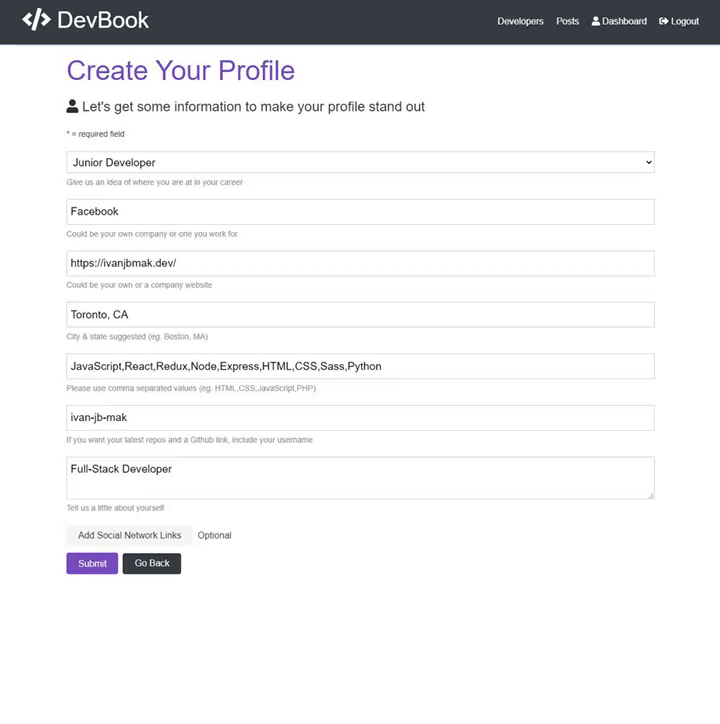 </> DevBook
Developers Posts Dashboard Logout
Create Your Profile
Let's get some information to make your profile stand out
* = required field
Junior Developer
Give us an idea of where you are at in your career
Facebook
Could be your own company or one you work for
https://ivanjbmak.dev/
Could be your own or a company website
Toronto, CA
City & state suggested (eg. Boston, MA)
JavaScript,React,Redux,Node,Express,HTML,CSS,Sass,Python
Please use comma separated values (eg. HTML,CSS,JavaScript,PHP)
ivan-jb-mak
If you want your latest repos and a Github link, include your username
Full-Stack Developer
Tell us a little about yourself
Add Social Network Links Optional
Submit Go Back